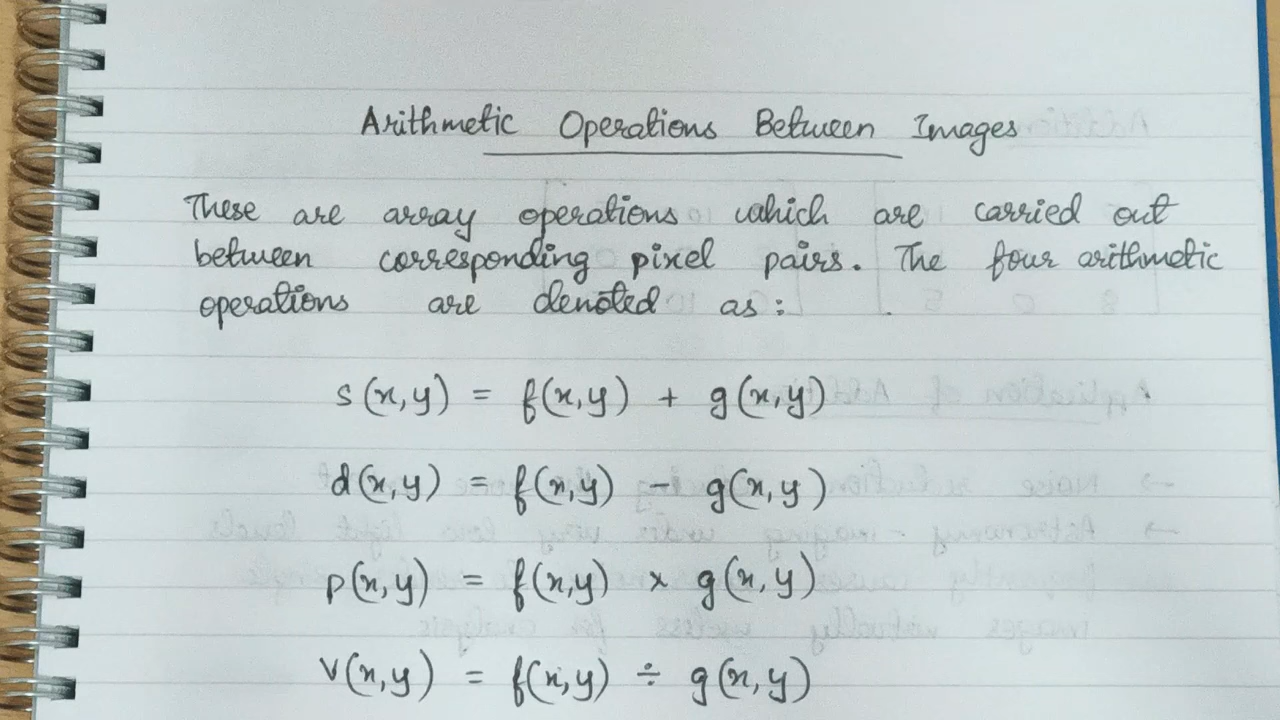 Arithmetic Operations Between Images
These are array operations which are carried out
between corresponding pixel pairs. The four arithmetic
operations are denoted as:
s(x,y) = f(x,y) + g(x,y)
d(x,y) = f(x,y) - g(x,y)
p(x,y) = f(x,y) × g(x,y)
v(x,y) = f(x,y) ÷ g(x,y)